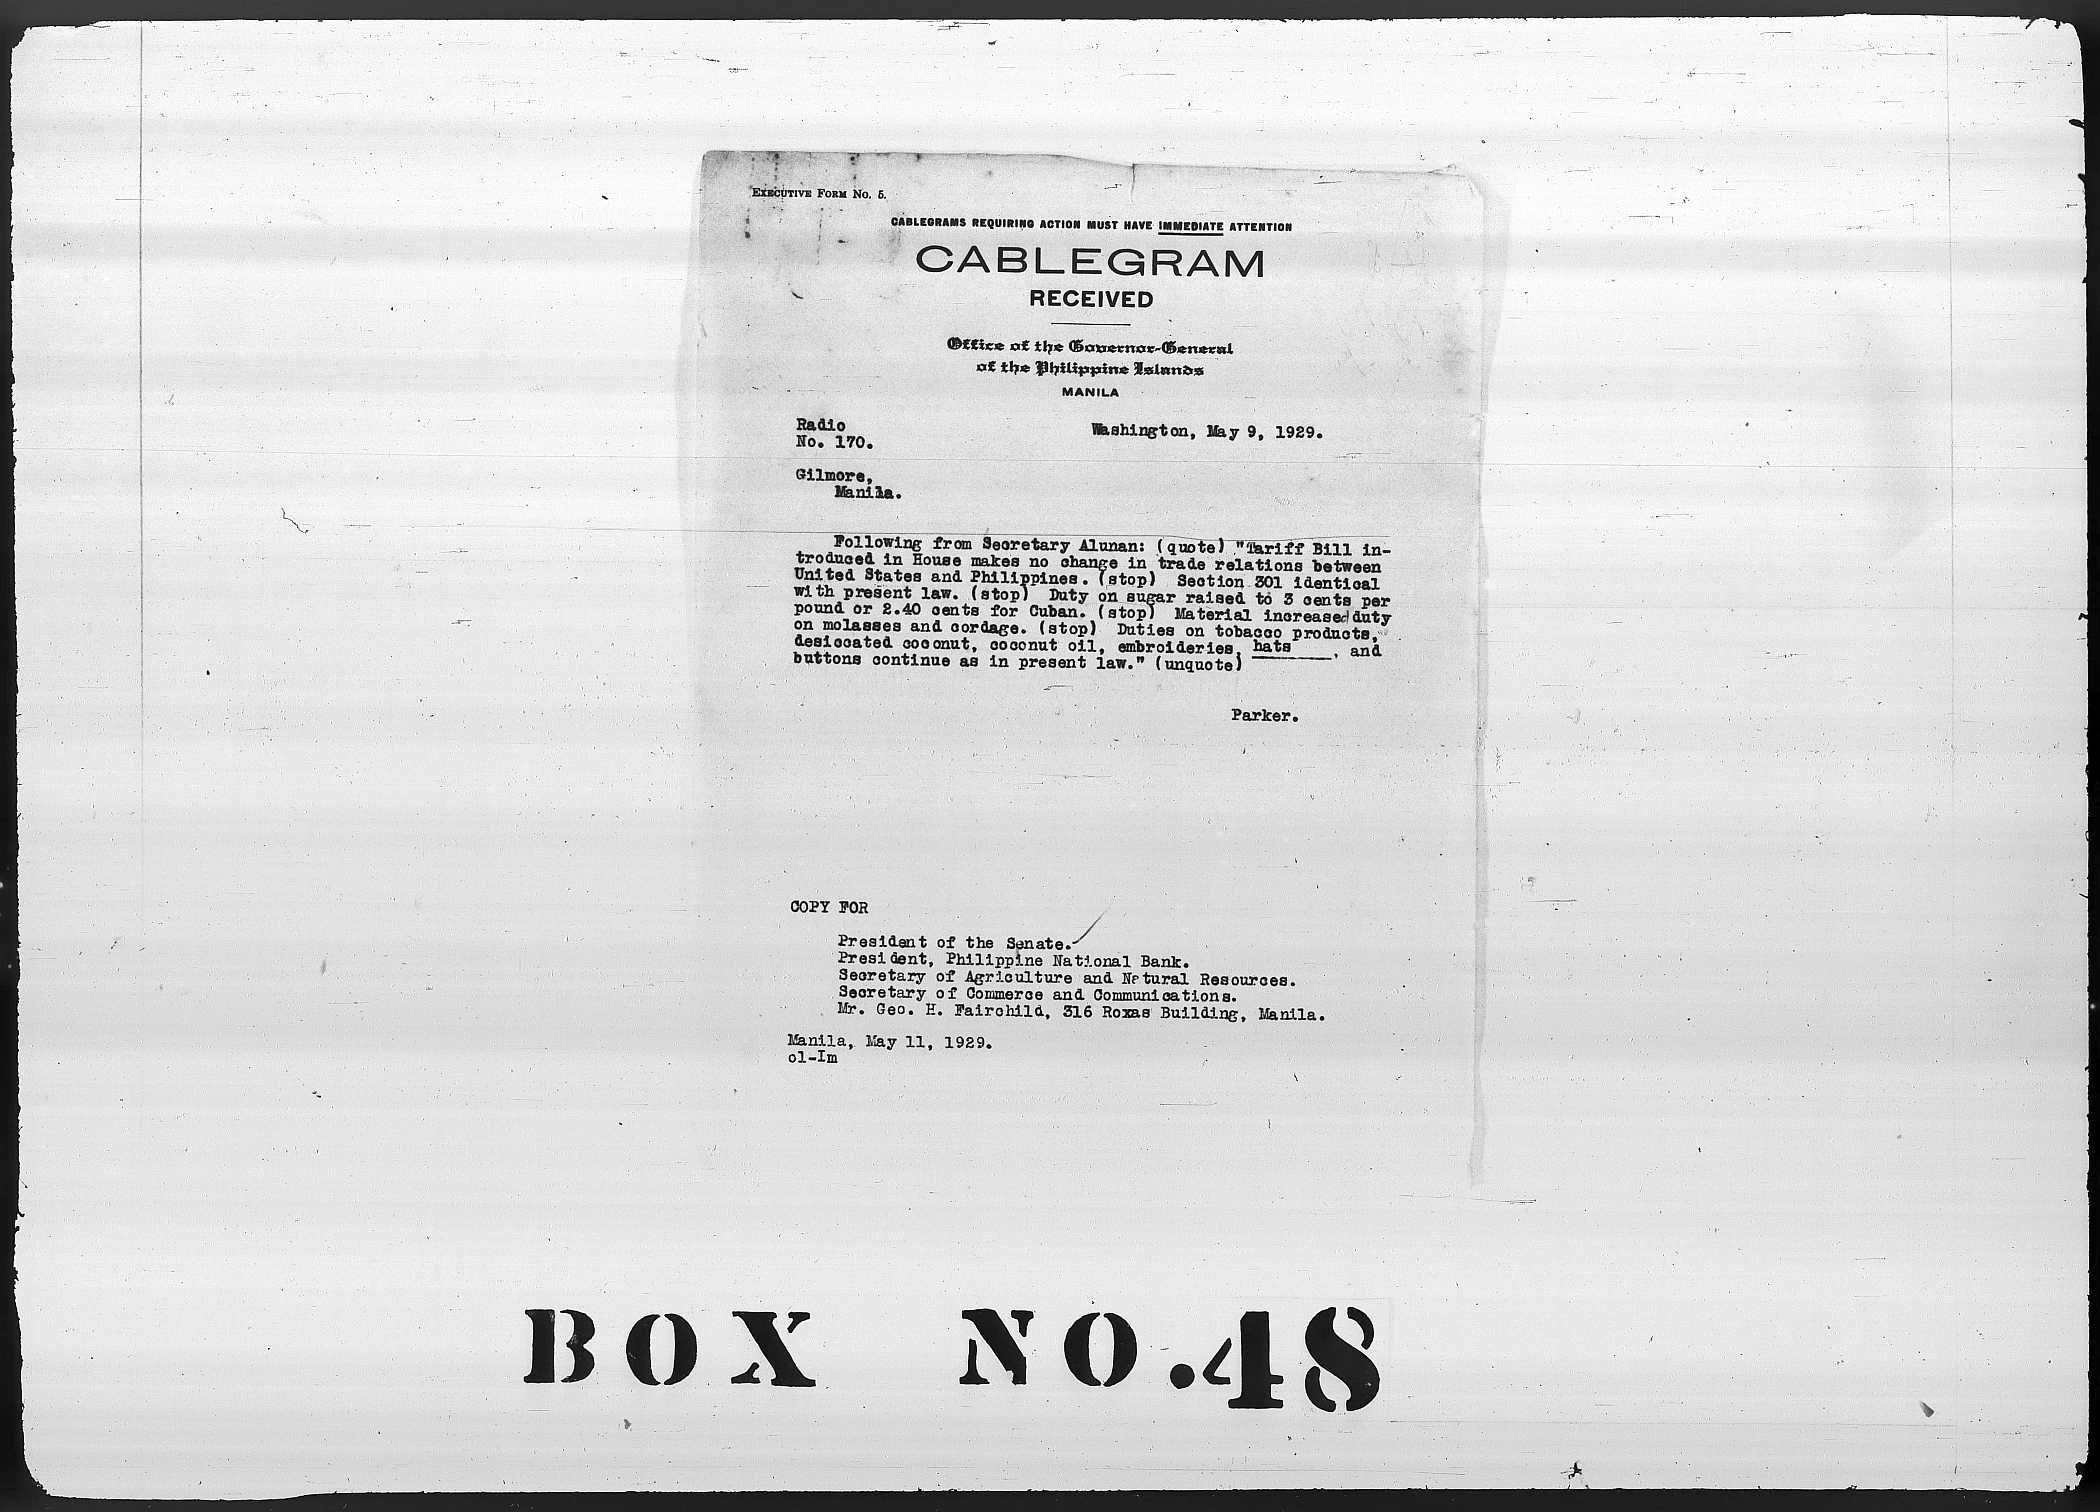 EXECUTIVE FORM NO. 5.
CABLEGRAMS REQUIRING ACTION MUST HAVE IMMEDIATE ATTENTION
CABLEGRAM
RECEIVED
Office of the Governor-General
of the Philippine Islands
MANILA
Radio
No. 170.
Washington, May 9, 1929.
Gilmore,
Manila.
Following from Secretary Alunan: (quote) "Tariff Bill in-
troduced in House makes no change in trade relations between
United States and Philippines. (stop) Section 301 identical
with present law. (stop) Duty on sugar raised to 3 cents per
pound or 2.40 cents for Cuban. (stop) Material increased duty
on molasses and cordage. (stop) Duties on tobacco products,
desiccated coconut, coconut oil, embroideries, hats____, and
buttons continue as in present law." (unquote)
Parker.
COPY FOR
President of the Senate.
President, Philippine National Bank.
Secretary of Agriculture and Natural Resources.
Secretary of Commerce and Communications.
Mr. Geo. H. Fairchild, 316 Roxas Building, Manila.
Manila, May 11, 1929.
ol-Im
BOX NO.48